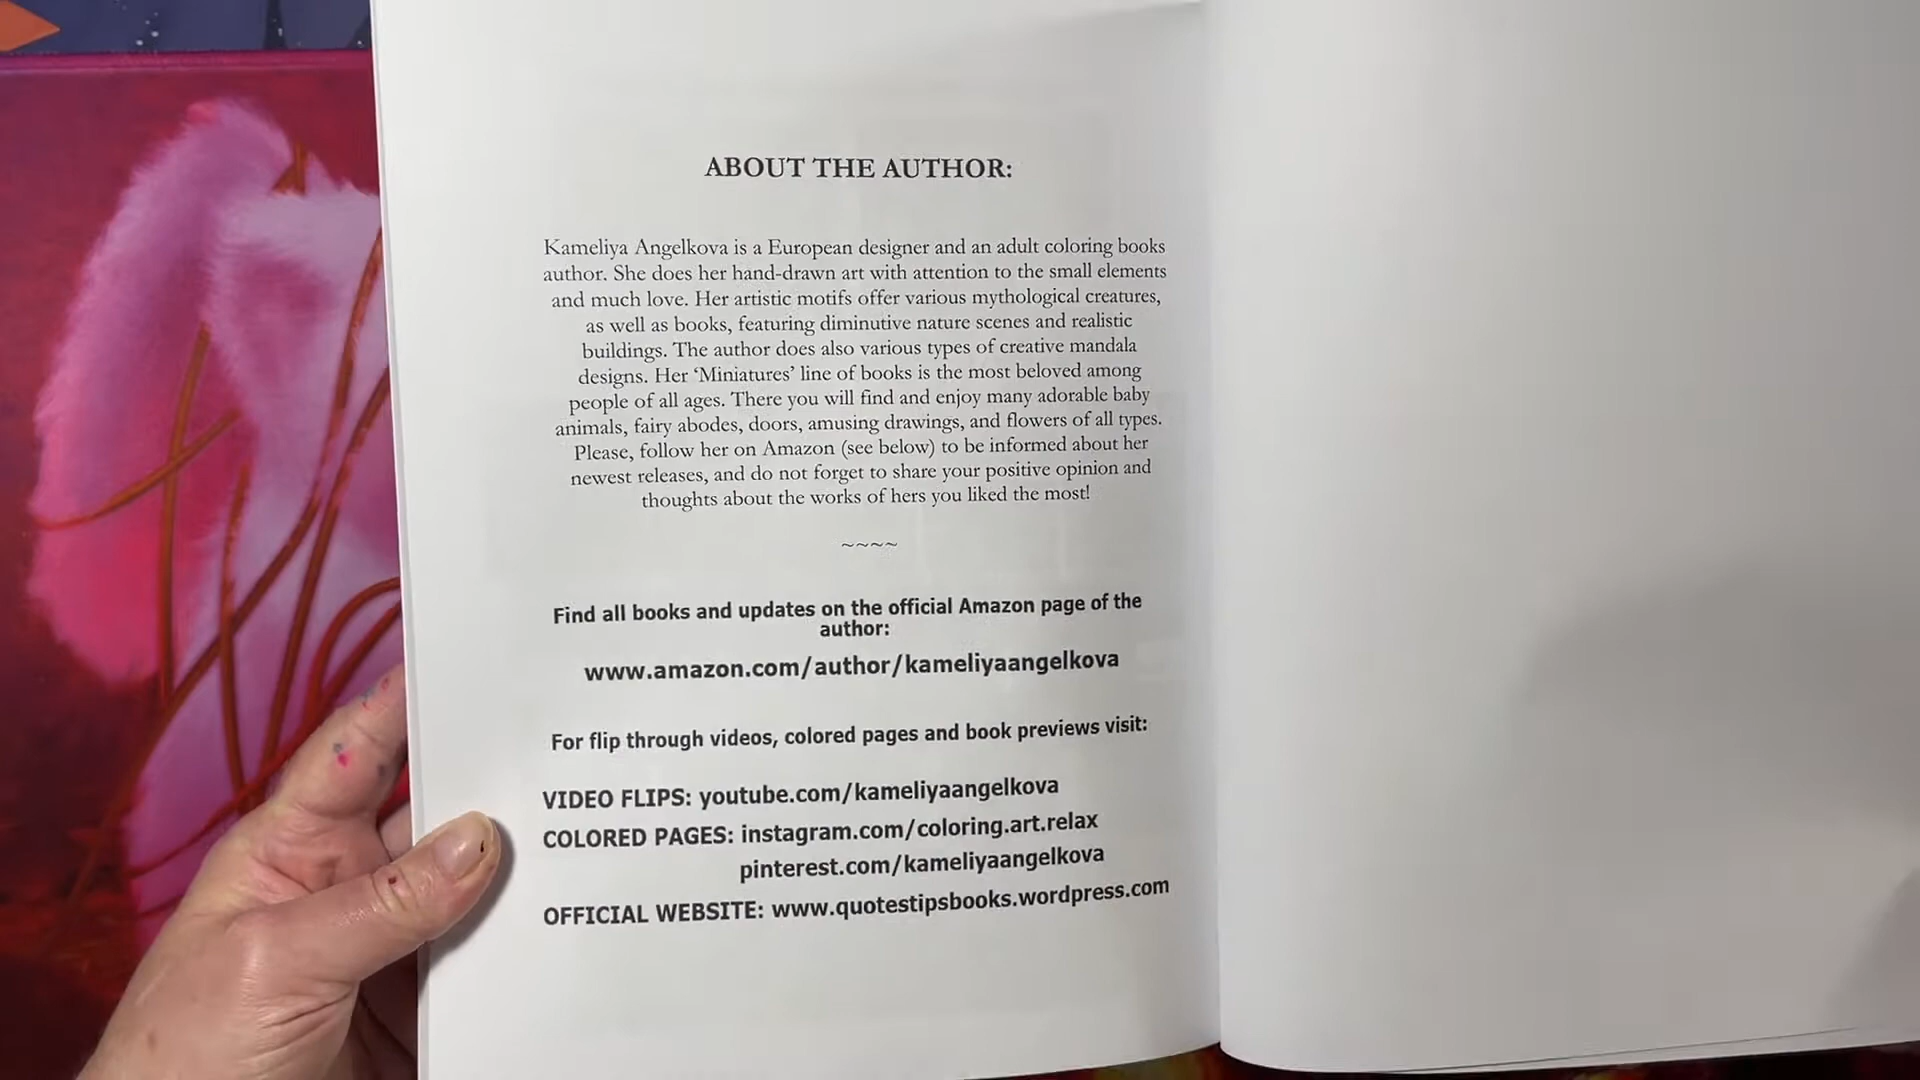 ABOUT THE AUTHOR:
Kameliya Angelkova is a European designer and an adult coloring books
author. She does her hand-drawn art with attention to the small elements
and much love. Her artistic motifs offer various mythological creatures,
as well as books, featuring diminutive nature scenes and realistic
buildings. The author does also various types of creative mandala
designs. Her ‘Miniatures’ line of books is the most beloved among
people of all ages. There you will find and enjoy many adorable baby
animals, fairy abodes, doors, amusing drawings, and flowers of all types.
Please, follow her on Amazon (see below) to be informed about her
newest releases, and do not forget to share your positive opinion and
thoughts about the works of hers you liked the most!
~~~~
Find all books and updates on the official Amazon page of the
author:
www.amazon.com/author/kameliyaangelkova
For flip through videos, colored pages and book previews visit:
VIDEO FLIPS: youtube.com/kameliyaangelkova
COLORED PAGES: instagram.com/coloring.art.relax
pinterest.com/kameliyaangelkova
OFFICIAL WEBSITE: www.quotestipsbooks.wordpress.com